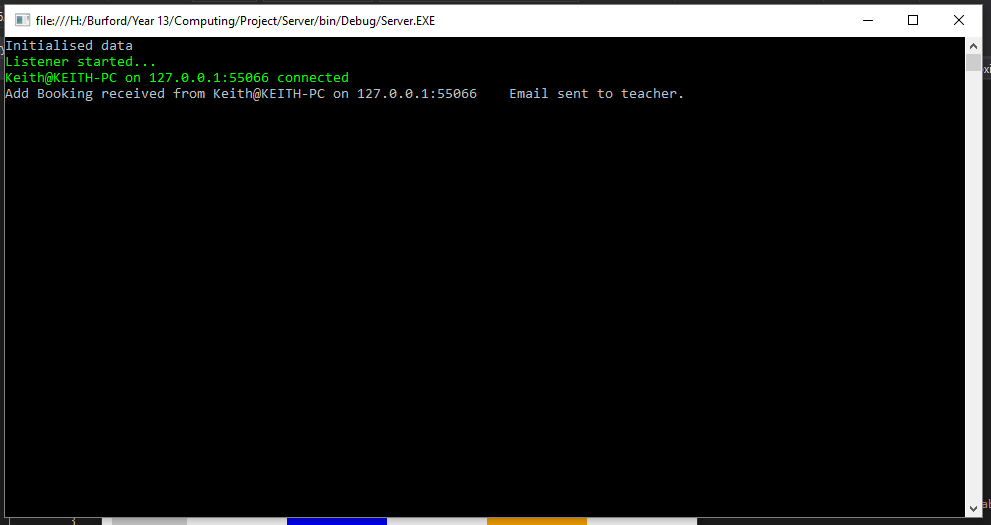 file:///H:/Burford/Year 13/Computing/Project/Server/bin/Debug/Server.EXE
Initialised data
Listener started...
Keith@KEITH-PC on 127.0.0.1:55066 connected
Add Booking received from Keith@KEITH-PC on 127.0.0.1:55066    Email sent to teacher.
{